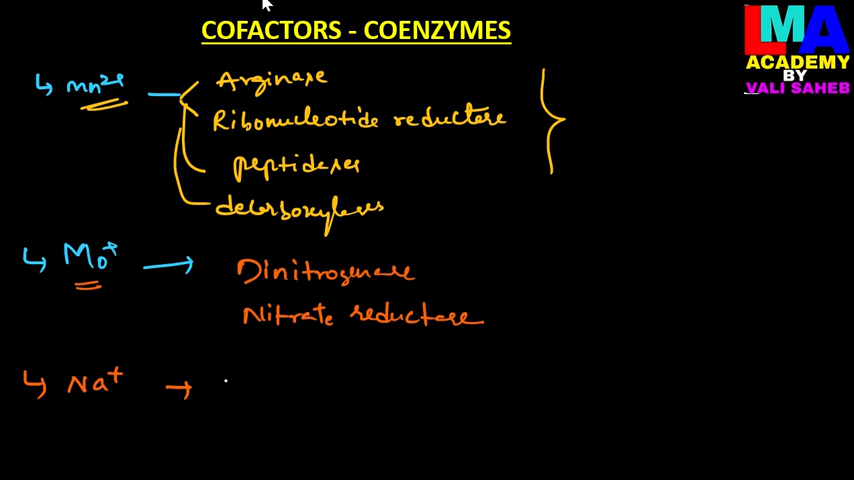 COFACTORS - COENZYMES
LMA
ACADEMY
BY
VALI SAHEB
↳ Mn2+ Arginase
Ribonucleotide reductase
peptidases
decarboxylases
↳ Mo+ → Dinitrogenase
Nitrate reductase
↳ Na+ →